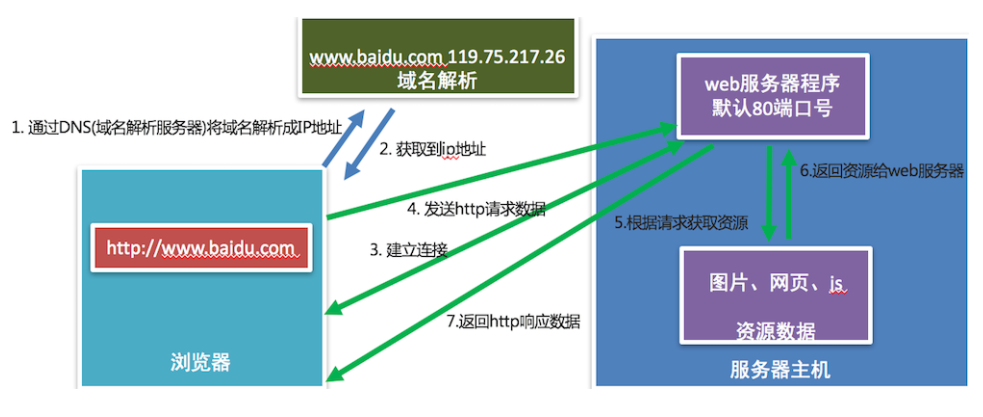 www.baidu.com 119.75.217.26
域名解析
web服务器程序
默认80端口号
1. 通过DNS(域名解析服务器)将域名解析成IP地址
2. 获取到ip地址
6.返回资源给web服务器
4. 发送http请求数据
5.根据请求获取资源
http://www.baidu.com
3. 建立连接
图片、网页、js
7.返回http响应数据
资源数据
浏览器
服务器主机